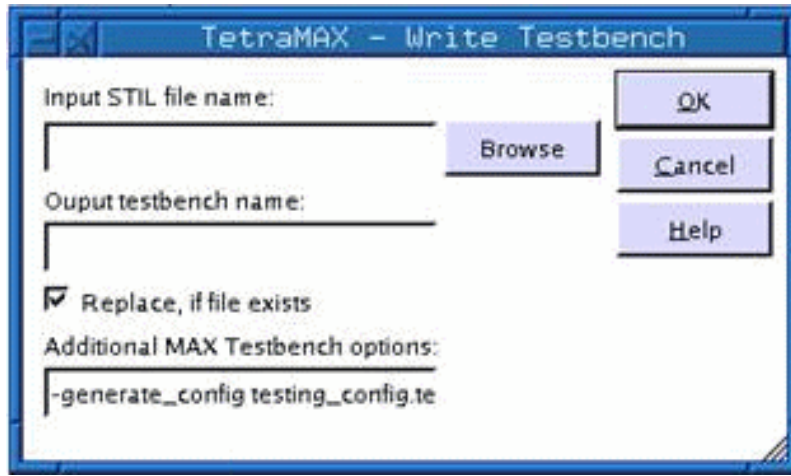 TetraMAX - Write Testbench
Input STIL file name:
OK
Browse
Cancel
Ouput testbench name:
Help
Replace, if file exists
Additional MAX Testbench options:
-generate_config testing_config.te